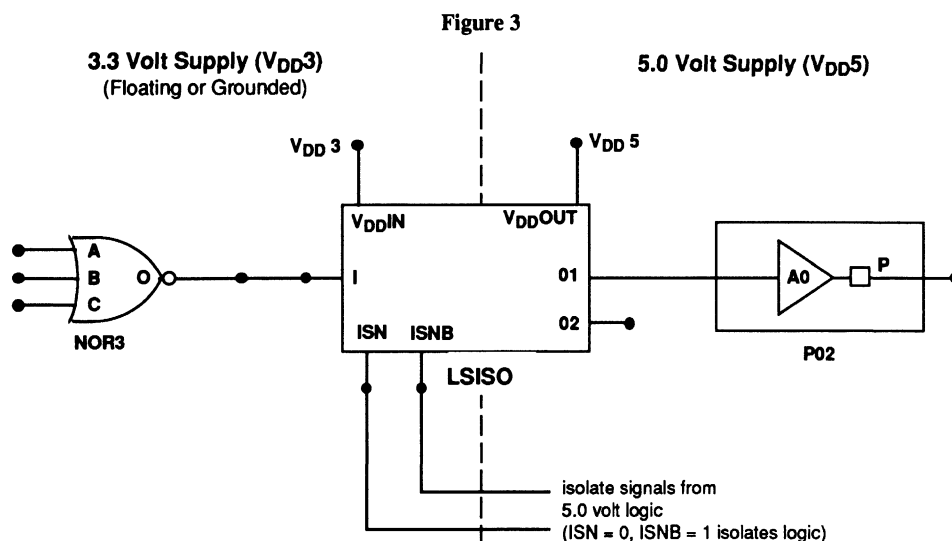 Figure 3
3.3 Volt Supply (VDD3)
(Floating or Grounded)
5.0 Volt Supply (VDD5)
VDD 3
VDD 5
VDDIN
VDDOUT
A
B
C
O
I
01
02
A0
P
ISN
ISNB
NOR3
P02
LSISO
isolate signals from
5.0 volt logic
(ISN = 0, ISNB = 1 isolates logic)